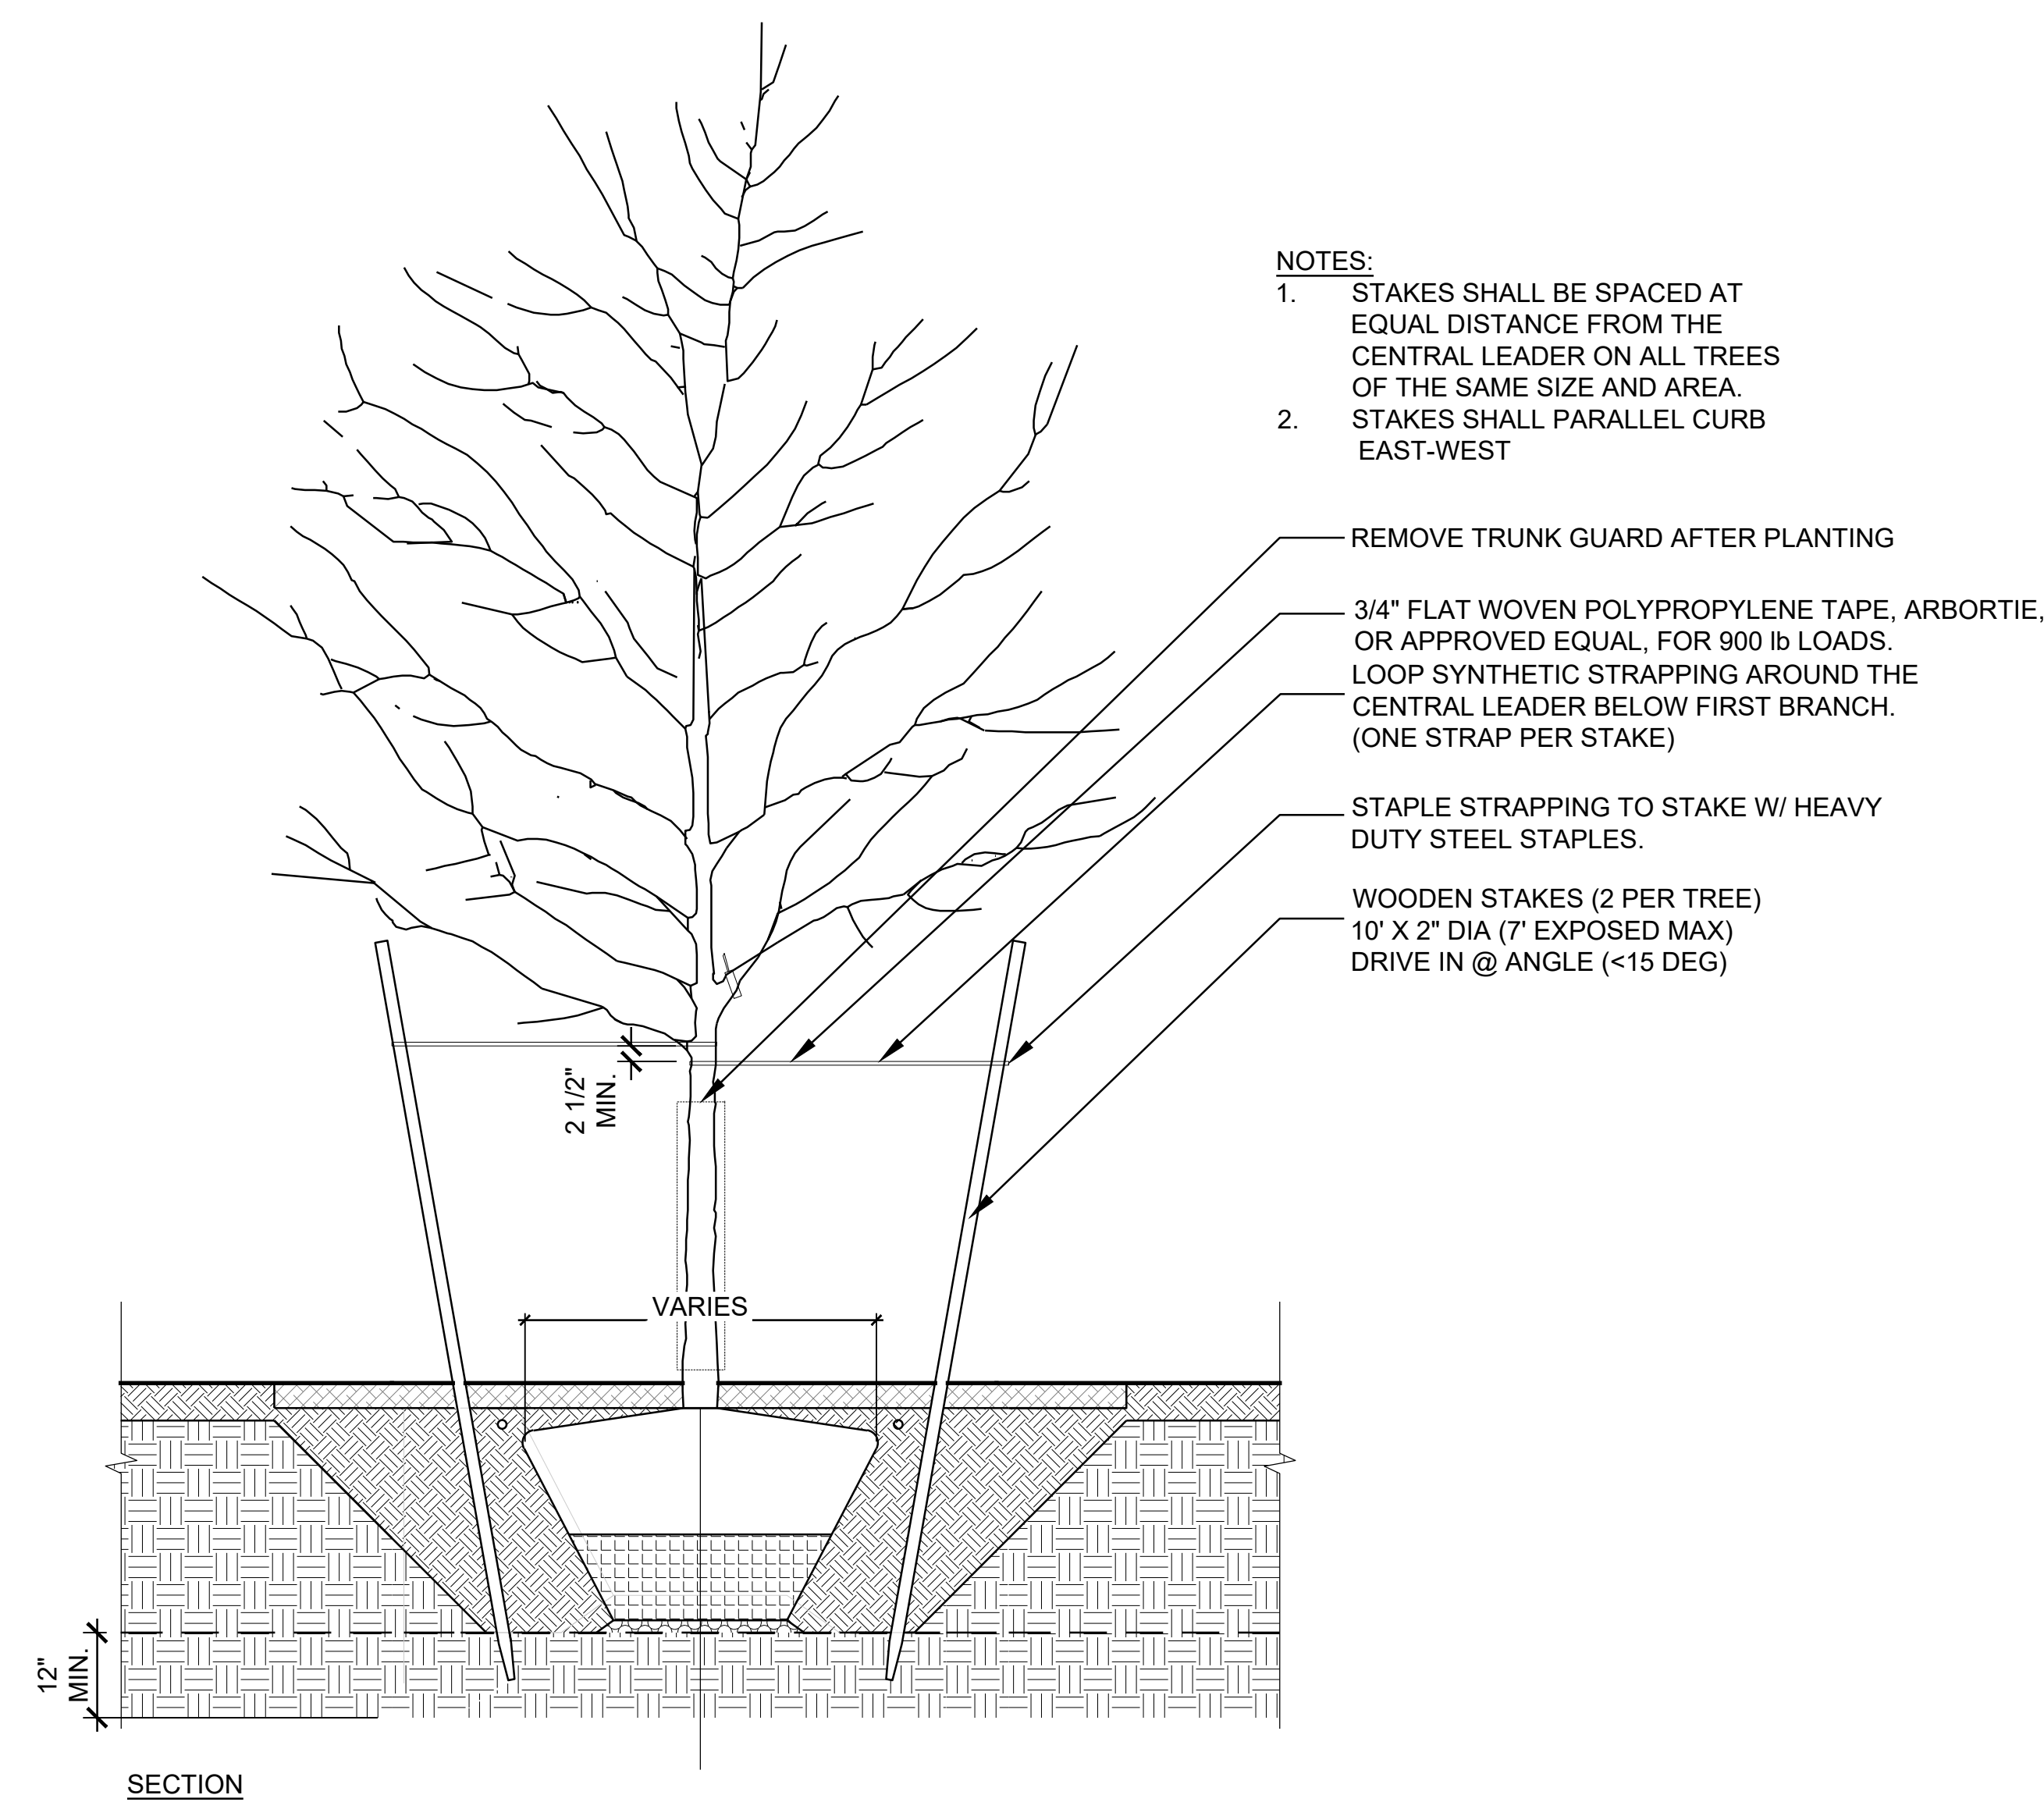 NOTES:
1. STAKES SHALL BE SPACED AT
EQUAL DISTANCE FROM THE
CENTRAL LEADER ON ALL TREES
OF THE SAME SIZE AND AREA.
2. STAKES SHALL PARALLEL CURB
EAST-WEST
REMOVE TRUNK GUARD AFTER PLANTING
3/4" FLAT WOVEN POLYPROPYLENE TAPE, ARBORTIE,
OR APPROVED EQUAL, FOR 900 lb LOADS.
LOOP SYNTHETIC STRAPPING AROUND THE
CENTRAL LEADER BELOW FIRST BRANCH.
(ONE STRAP PER STAKE)
STAPLE STRAPPING TO STAKE W/ HEAVY
DUTY STEEL STAPLES.
WOODEN STAKES (2 PER TREE)
10' X 2" DIA (7' EXPOSED MAX)
DRIVE IN @ ANGLE (<15 DEG)
2 1/2"
MIN.
VARIES
12"
MIN.
SECTION